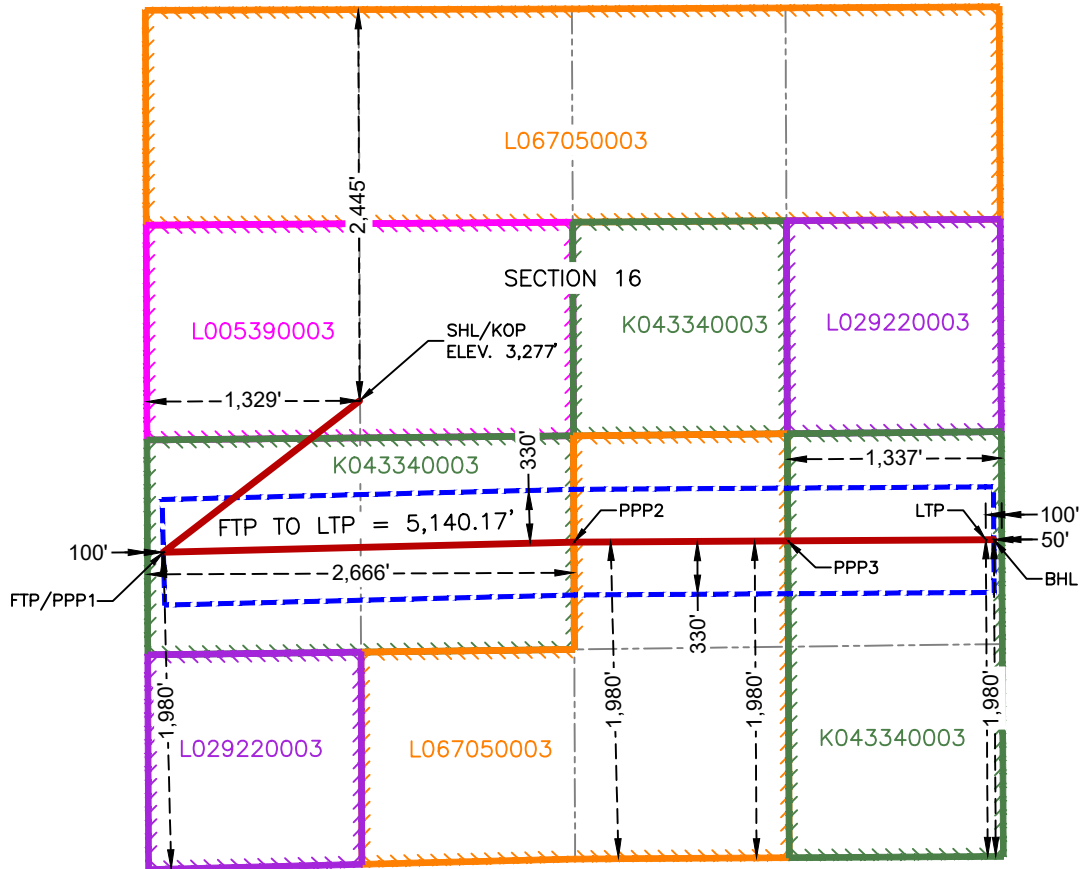 L067050003
2,445'
SECTION 16
L005390003
K043340003
L029220003
SHL/KOP
ELEV. 3,277'
1,329'
K043340003
330'
1,337'
FTP TO LTP = 5,140.17'
PPP2
LTP
100'
100'
50'
2,666'
PPP3
BHL
FTP/PPP1
330'
1,980'
1,980'
1,980'
1,980'
L029220003
L067050003
K043340003